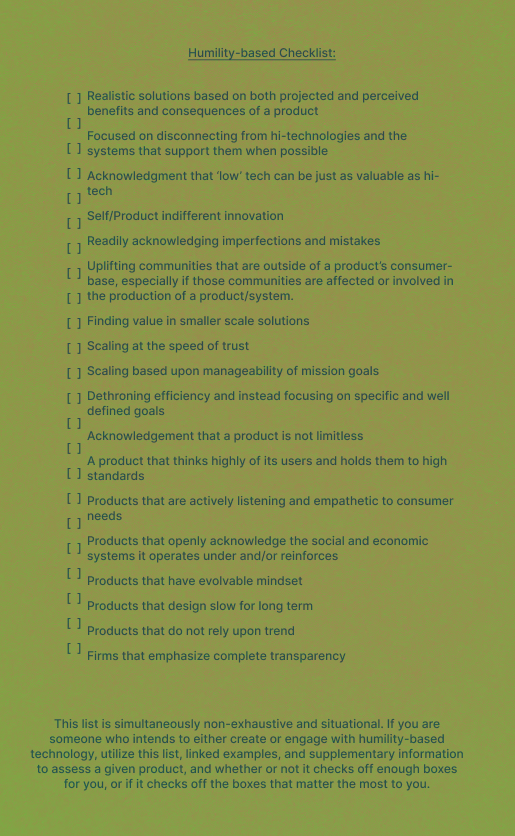 Humility-based Checklist:
[ ] Realistic solutions based on both projected and perceived
benefits and consequences of a product
[ ]
Focused on disconnecting from hi-technologies and the
[ ] systems that support them when possible
[ ] Acknowledgment that 'low' tech can be just as valuable as hi-
[ ] tech
[ ] Self/Product indifferent innovation
[ ] Readily acknowledging imperfections and mistakes
[ ] Uplifting communities that are outside of a product's consumer-
base, especially if those communities are affected or involved in
[ ] the production of a product/system.
[ ] Finding value in smaller scale solutions
[ ] Scaling at the speed of trust
[ ] Scaling based upon manageability of mission goals
[ ] Dethroning efficiency and instead focusing on specific and well
defined goals
[ ]
Acknowledgement that a product is not limitless
[ ]
A product that thinks highly of its users and holds them to high
[ ] standards
[ ] Products that are actively listening and empathetic to consumer
[ ] needs
[ ] Products that openly acknowledge the social and economic
systems it operates under and/or reinforces
[ ] Products that have evolvable mindset
[ ] Products that design slow for long term
[ ] Products that do not rely upon trend
[ ] Firms that emphasize complete transparency
This list is simultaneously non-exhaustive and situational. If you are
someone who intends to either create or engage with humility-based
technology, utilize this list, linked examples, and supplementary information
to assess a given product, and whether or not it checks off enough boxes
for you, or if it checks off the boxes that matter the most to you.